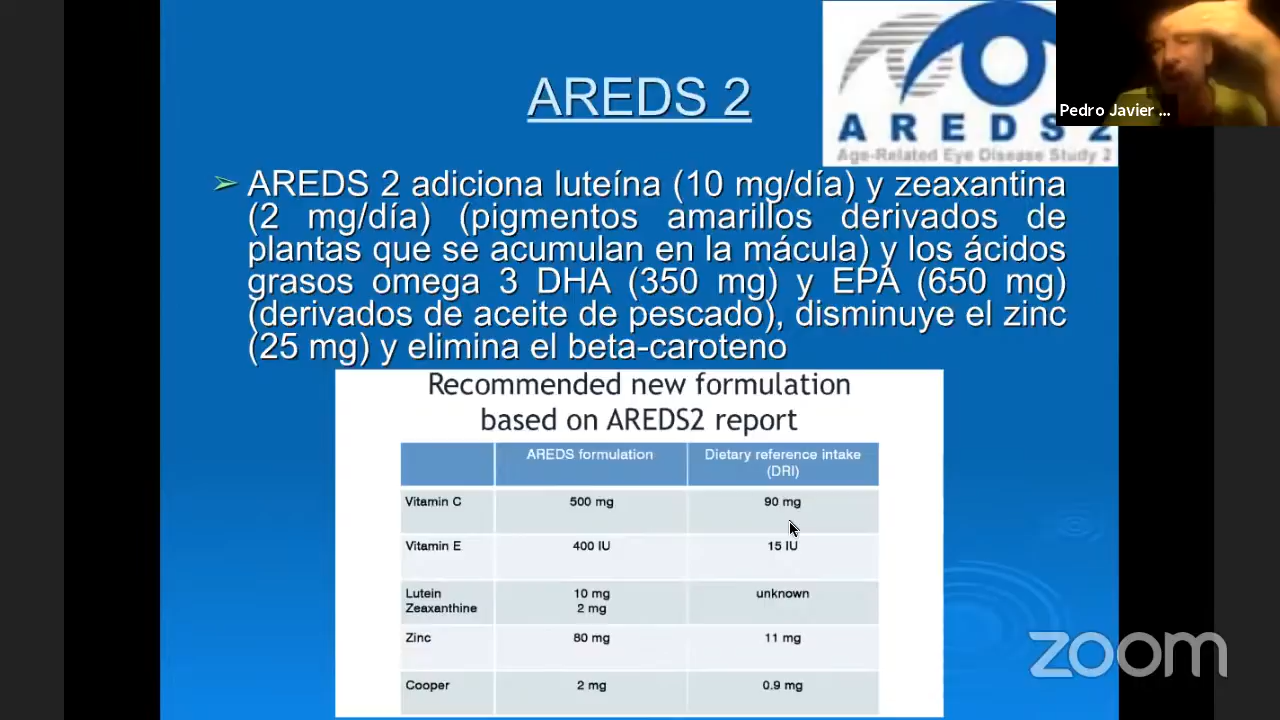 AREDS 2
AREDS 2
Age-Related Eye Disease Study 2
Pedro Javier ...
➢ AREDS 2 adiciona luteína (10 mg/día) y zeaxantina
(2 mg/día) (pigmentos amarillos derivados de
plantas que se acumulan en la mácula) y los ácidos
grasos omega 3 DHA (350 mg) y EPA (650 mg)
(derivados de aceite de pescado), disminuye el zinc
(25 mg) y elimina el beta-caroteno
Recommended new formulation
based on AREDS2 report
AREDS formulation Dietary reference intake
(DRI)
Vitamin C 500 mg 90 mg
Vitamin E 400 IU 15 IU
Lutein 10 mg unknown
Zeaxanthine 2 mg
Zinc 80 mg 11 mg
Cooper 2 mg 0.9 mg
zoom